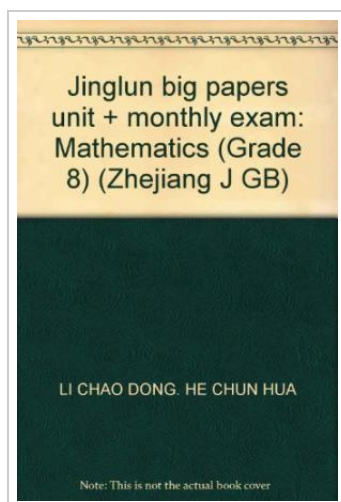 Jinglun big papers
unit + monthly exam:
Mathematics (Grade
8) (Zhejiang J GB)
LI CHAO DONG. HE CHUN HUA
Note: This is not the actual book cover